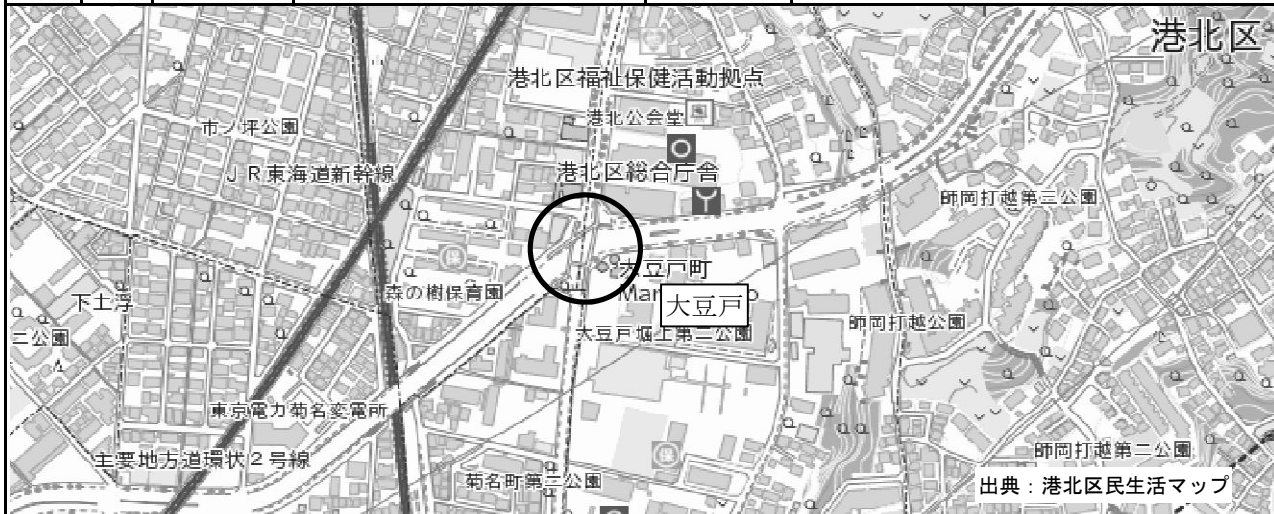 港北区
港北区福祉保健活動拠点
港北公会堂
市ノ坪公園
JR東海道新幹線
港北区総合庁舎
師岡打越第三公園
大豆戸町
森の樹保育園
大豆戸
下土浮
師岡打越公園
二公園
大豆戸堀上第二公園
東京電力菊名変電所
主要地方道環状2号線
師岡打越第二公園
菊名町第二公園
出典:港北区民生活マップ